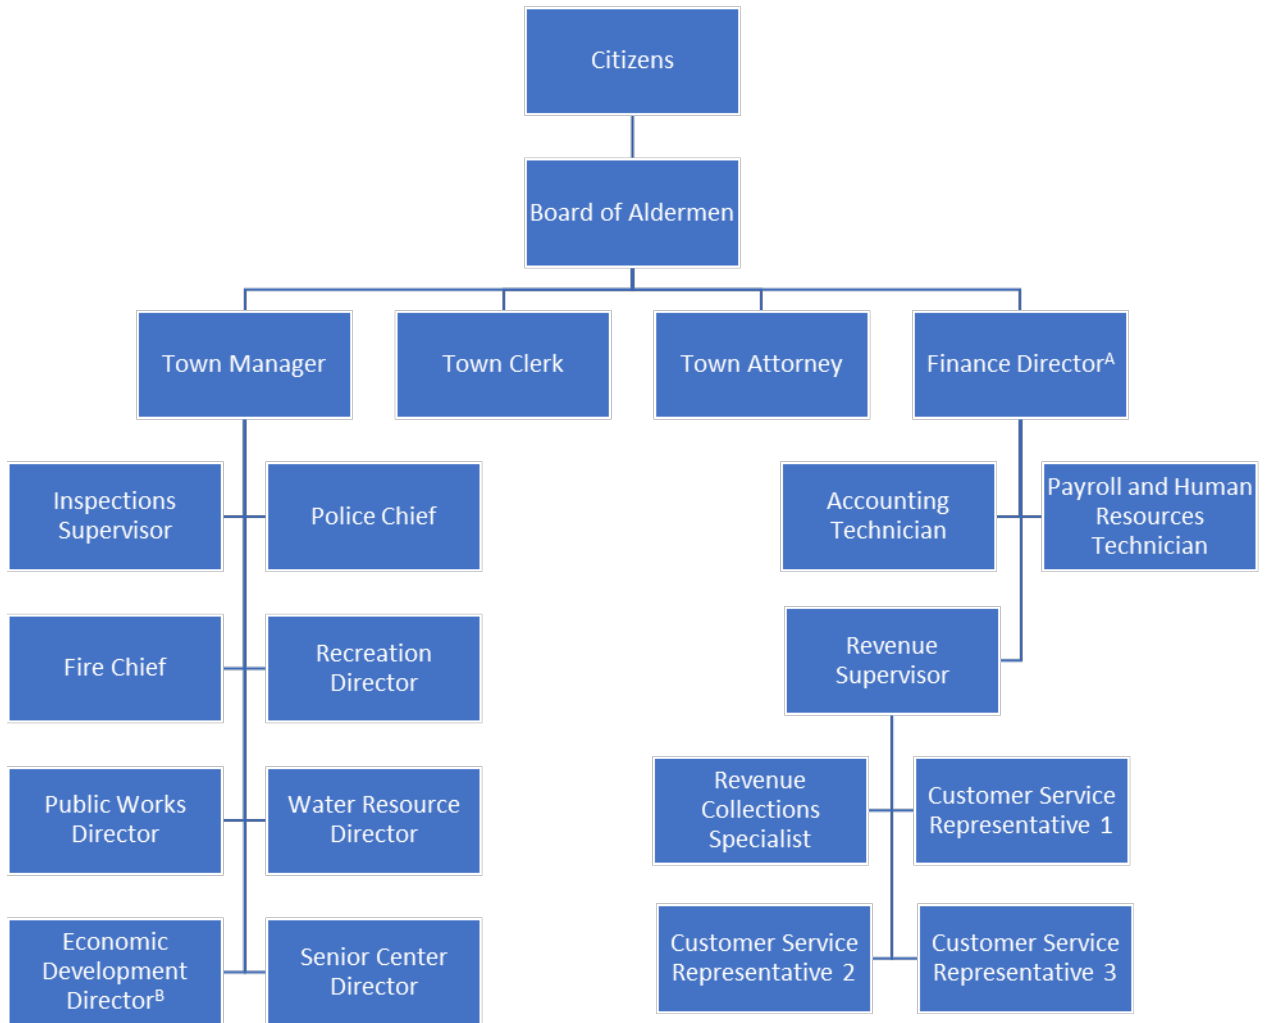 Citizens
Board of Aldermen
Town Manager
Town Clerk
Town Attorney
Finance Directorᴬ
Inspections
Supervisor
Police Chief
Accounting
Technician
Payroll and Human
Resources
Technician
Fire Chief
Recreation
Director
Revenue
Supervisor
Public Works
Director
Water Resource
Director
Revenue
Collections
Specialist
Customer Service
Representative 1
Economic
Development
Directorᴮ
Senior Center
Director
Customer Service
Representative 2
Customer Service
Representative 3